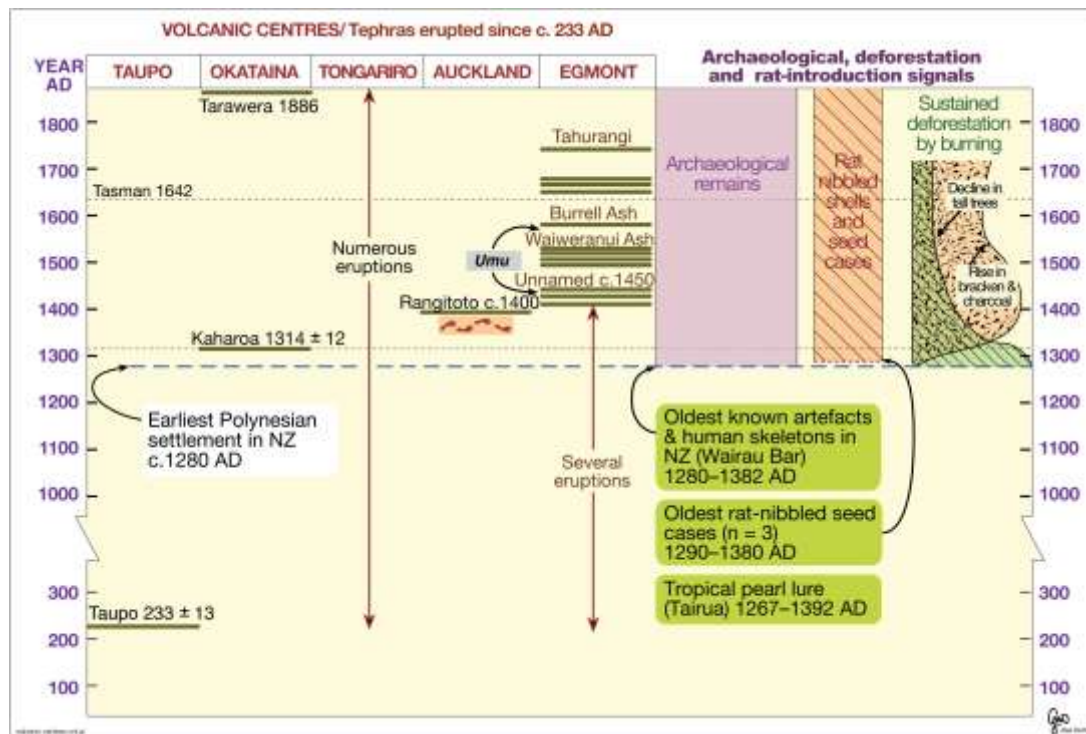 VOLCANIC CENTRES/ Tephras erupted since c. 233 AD
Archaeological, deforestation
and rat-introduction signals
YEAR
AD
TAUPO
OKATAINA
TONGARIRO
AUCKLAND
EGMONT
YEAR
AD
Tarawera 1886
1800
1700
1600
1500
1400
1300
1200
1100
1000
300
200
100
Tasman 1642
Numerous
eruptions
Kaharoa 1314 ± 12
Rangitoto c.1400
Umu
Tahurangi
Burrell Ash
Waiweranui Ash
Unnamed c.1450
Several
eruptions
Earliest Polynesian
settlement in NZ
c.1280 AD
Taupo 233 ± 13
Archaeological
remains
Rat
nibbled
shells
and
seed
cases
Sustained
deforestation
by burning
Decline in
tall trees
Rise in
bracken &
charcoal
Oldest known artefacts
& human skeletons in
NZ (Wairau Bar)
1280–1382 AD
Oldest rat-nibbled seed
cases (n = 3)
1290–1380 AD
Tropical pearl lure
(Tairua) 1267–1392 AD
1800
1700
1600
1500
1400
1300
1200
1100
1000
300
200
100